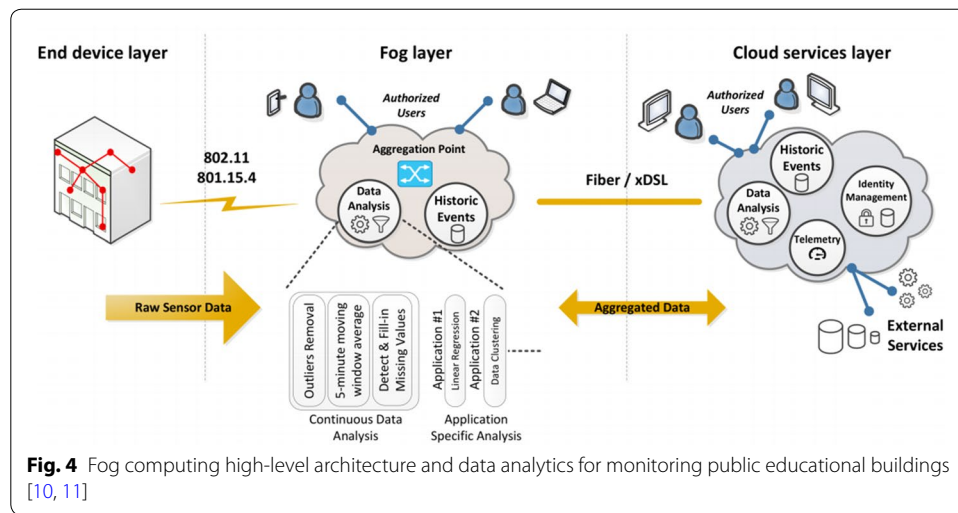 End device layer
Fog layer
Cloud services layer
Authorized
Users
Authorized
Users
802.11
801.15.4
Aggregation Point
Data
Analysis
Historic
Events
Fiber / xDSL
Historic
Events
Data
Analysis
Identity
Management
Telemetry
Raw Sensor Data
Aggregated Data
External
Services
Outliers Removal
5-minute moving
window average
Detect & Fill-in
Missing Values
Application #1
Linear Regression
Application #2
Data Clustering
Continuous Data
Analysis
Application
Specific Analysis
Fig. 4 Fog computing high-level architecture and data analytics for monitoring public educational buildings
[10, 11]